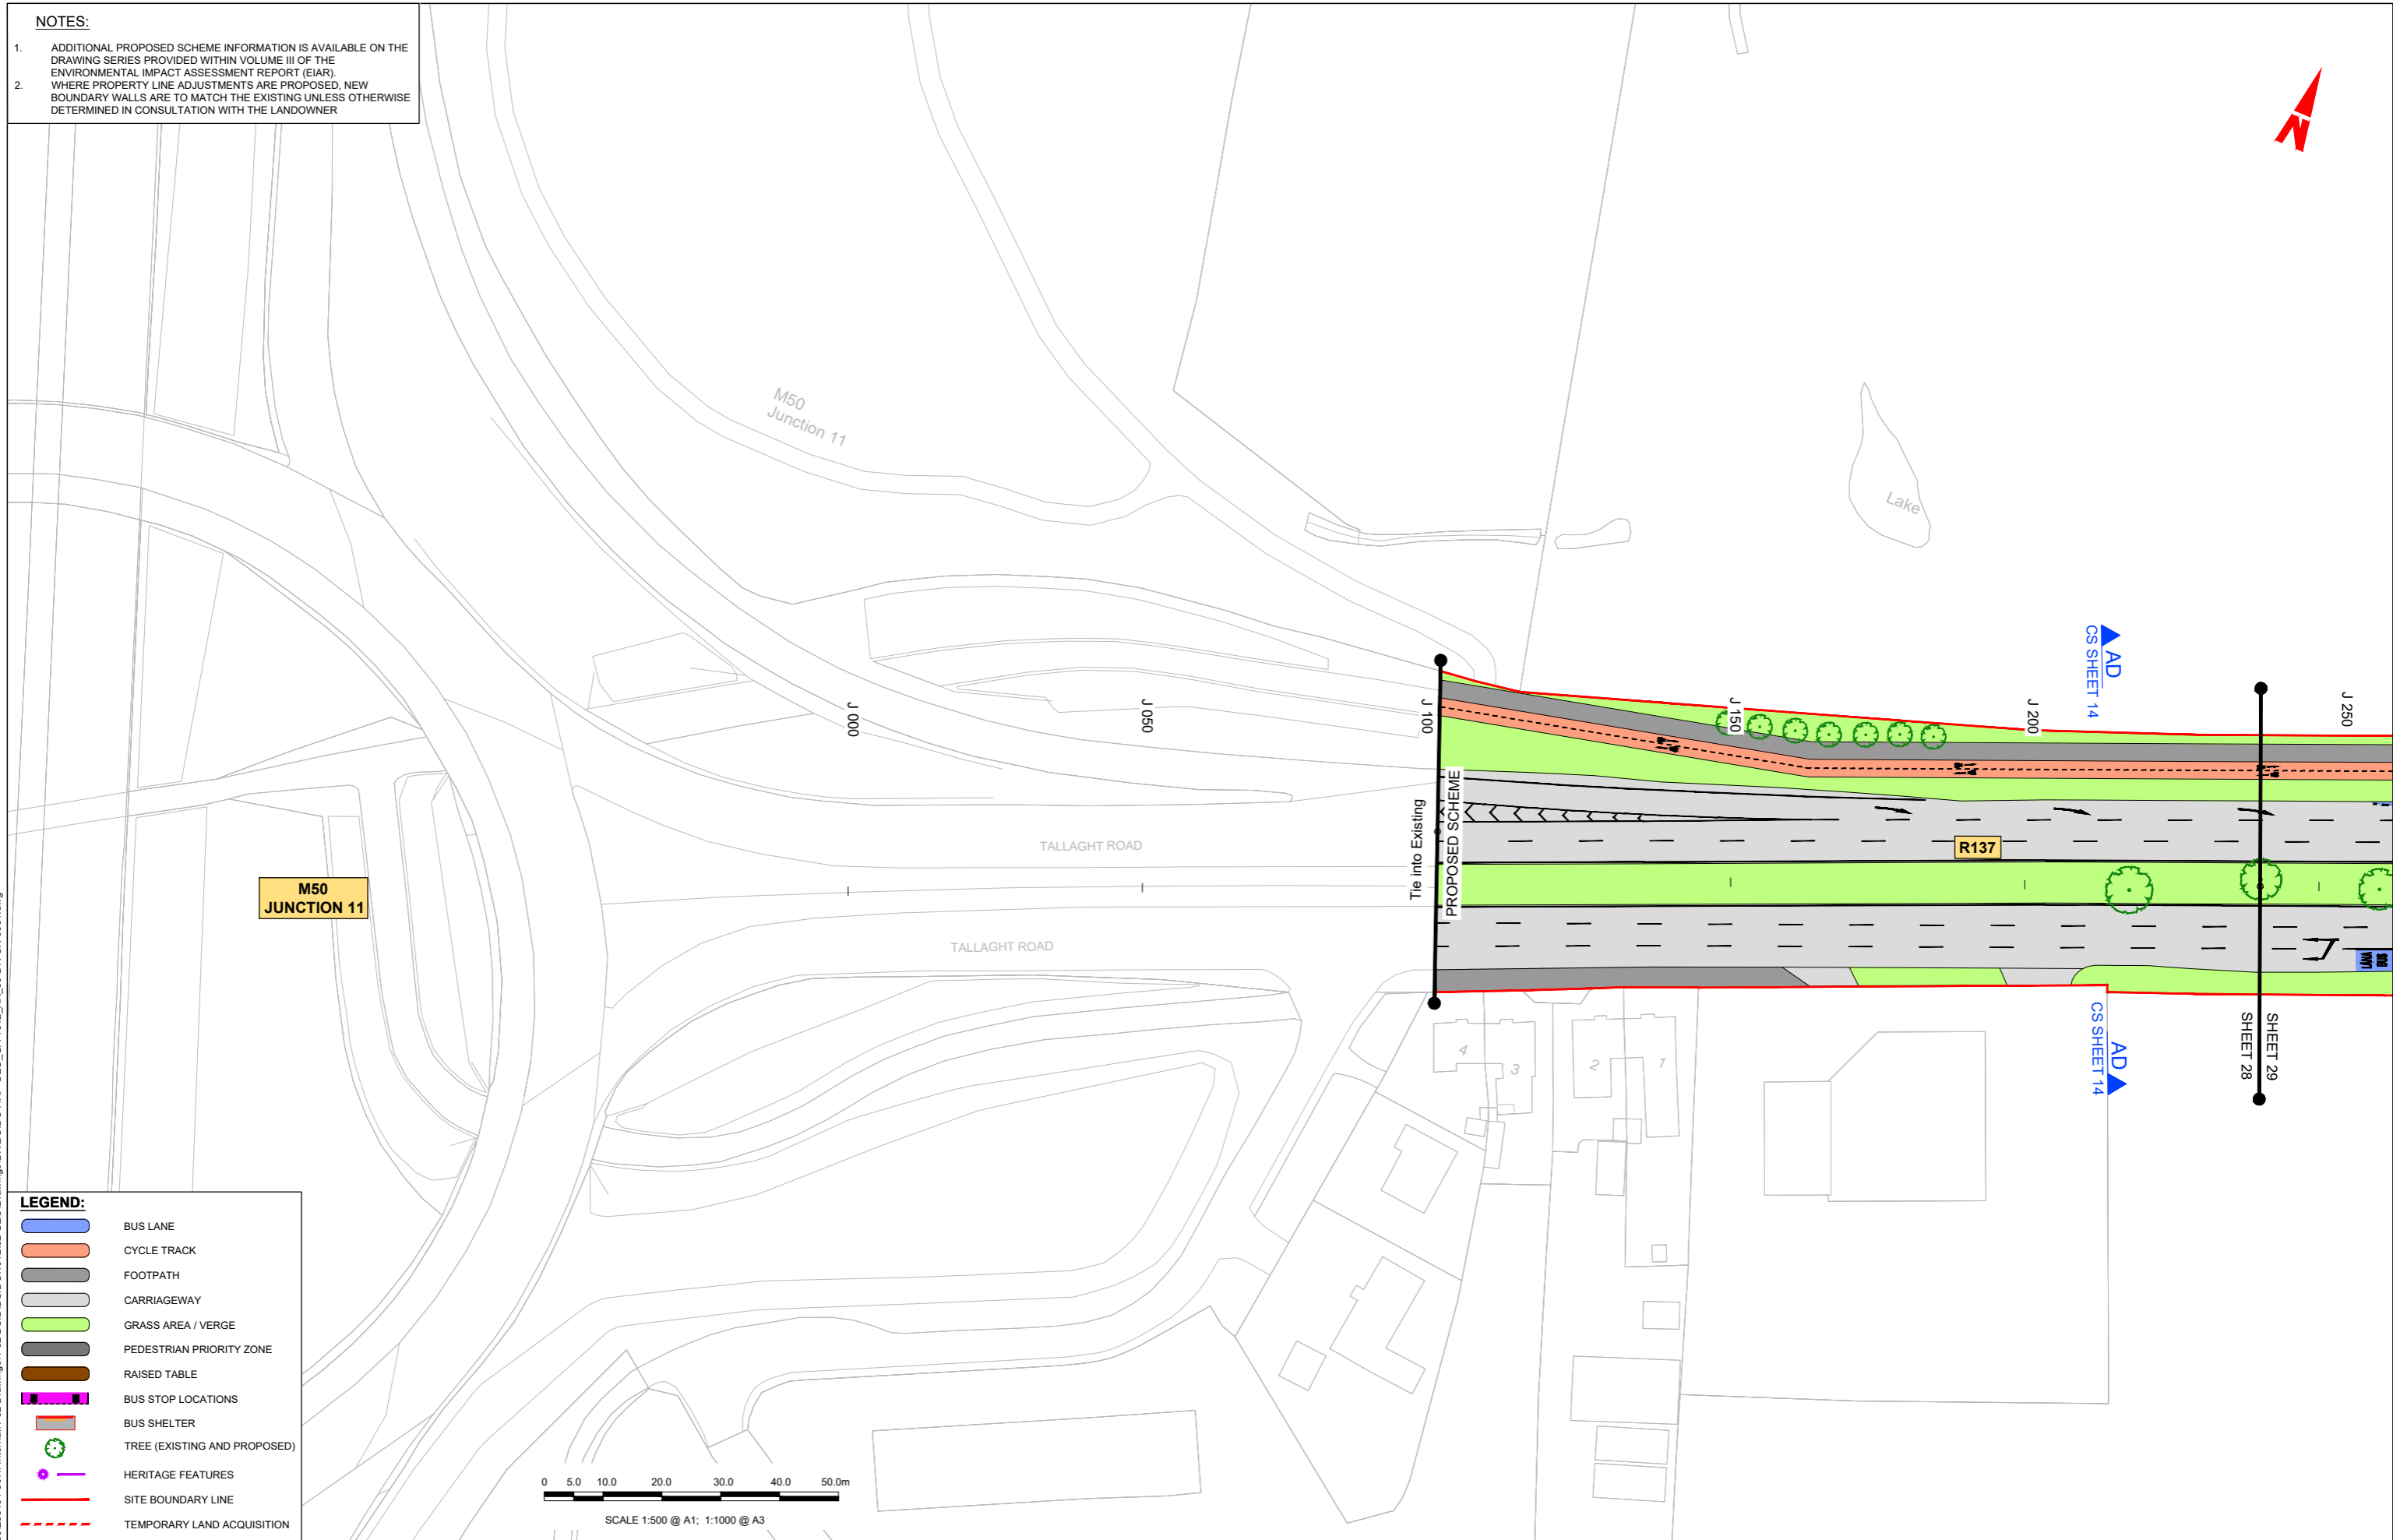 NOTES:
1. ADDITIONAL PROPOSED SCHEME INFORMATION IS AVAILABLE ON THE
DRAWING SERIES PROVIDED WITHIN VOLUME III OF THE
ENVIRONMENTAL IMPACT ASSESSMENT REPORT (EIAR).
2. WHERE PROPERTY LINE ADJUSTMENTS ARE PROPOSED, NEW
BOUNDARY WALLS ARE TO MATCH THE EXISTING UNLESS OTHERWISE
DETERMINED IN CONSULTATION WITH THE LANDOWNER
N
M50
Junction 11
Lake
AD
CS SHEET 14
J 000
J 050
J 100
J 150
J 200
J 250
Tie into Existing
PROPOSED SCHEME
TALLAGHT ROAD
R137
M50
JUNCTION 11
TALLAGHT ROAD
BUS
LANA
AD
CS SHEET 14
SHEET 28
SHEET 29
4
3
2
1
LEGEND:
BUS LANE
CYCLE TRACK
FOOTPATH
CARRIAGEWAY
GRASS AREA / VERGE
PEDESTRIAN PRIORITY ZONE
RAISED TABLE
BUS STOP LOCATIONS
BUS SHELTER
TREE (EXISTING AND PROPOSED)
HERITAGE FEATURES
SITE BOUNDARY LINE
TEMPORARY LAND ACQUISITION
0 5.0 10.0 20.0 30.0 40.0 50.0m
SCALE 1:500 @ A1; 1:1000 @ A3